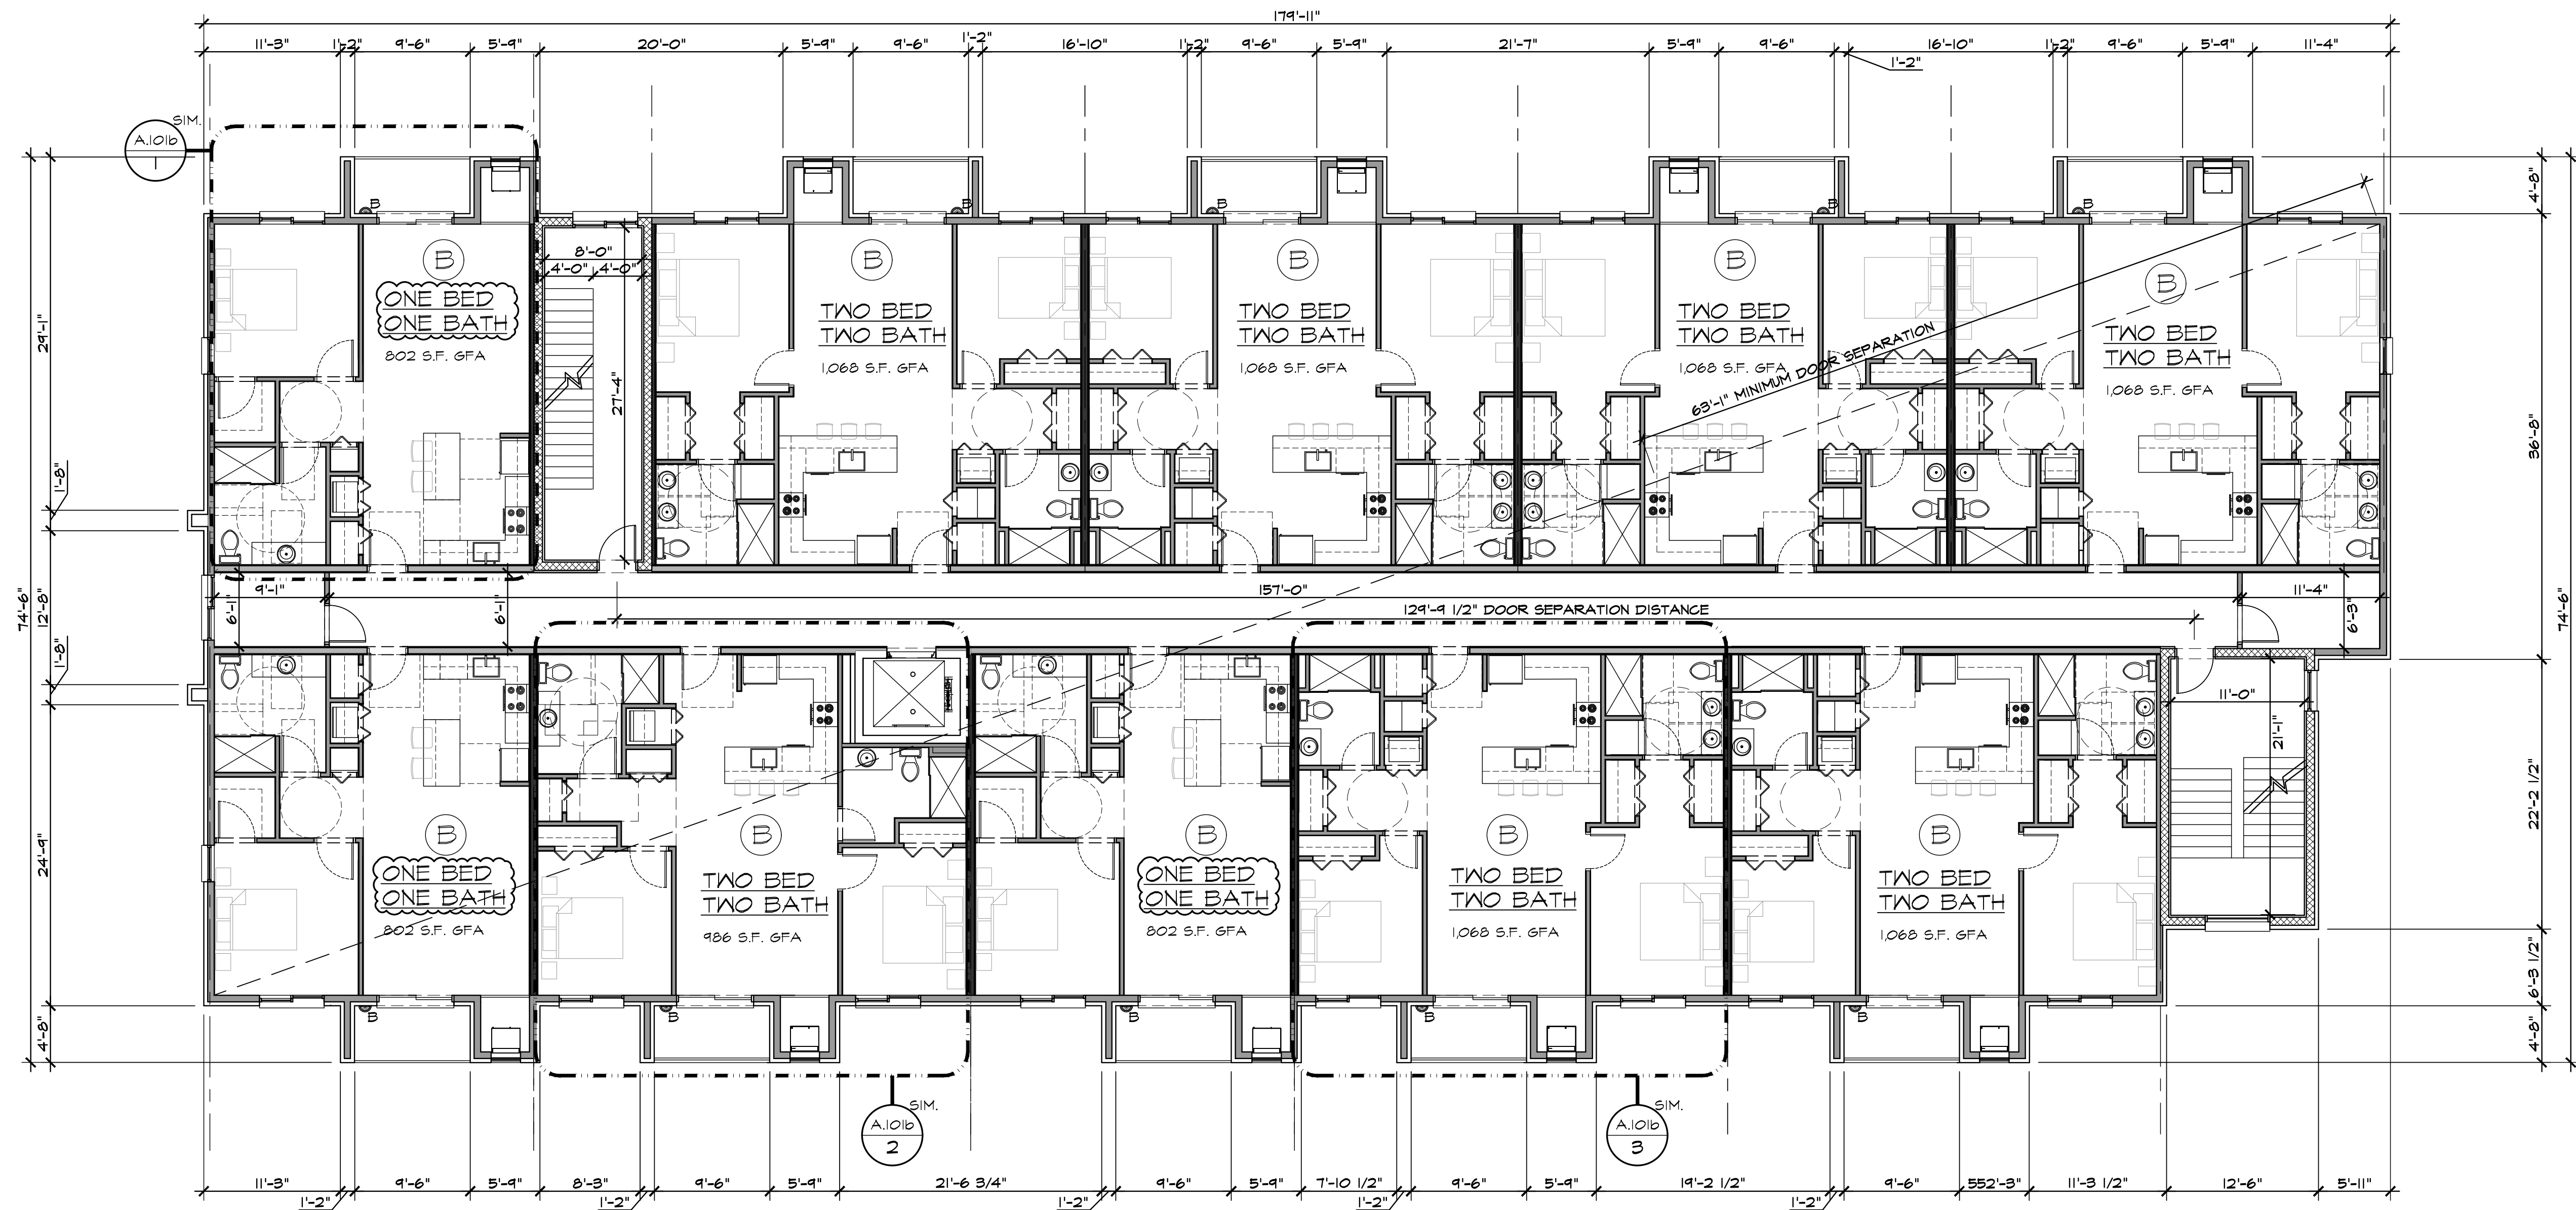 179'-11"
11'-3" 1'-2" 9'-6" 5'-9" 20'-0" 5'-9" 9'-6" 1'-2" 16'-10" 1'-2" 9'-6" 5'-9" 21'-7" 5'-9" 9'-6" 1'-2" 16'-10" 1'-2" 9'-6" 5'-9" 11'-4"
SIM.
A.101b
1
74'-6"
29'-1"
1'-8"
12'-8"
1'-8"
24'-9"
4'-8"
B
B
B
B
B
B
ONE BED
ONE BATH
802 S.F. GFA
8'-0"
4'-0" 4'-0"
27'-4"
B
TWO BED
TWO BATH
1,068 S.F. GFA
B
TWO BED
TWO BATH
1,068 S.F. GFA
B
TWO BED
TWO BATH
1,068 S.F. GFA
63'-1" MINIMUM DOOR SEPARATION
B
TWO BED
TWO BATH
1,068 S.F. GFA
4'-8"
36'-8"
74'-6"
22'-2 1/2"
6'-3 1/2"
4'-8"
9'-1" 157'-0" 11'-4"
6'-1"
6'-1"
6'-3"
129'-9 1/2" DOOR SEPARATION DISTANCE
11'-0"
21'-1"
B
ONE BED
ONE BATH
802 S.F. GFA
B
TWO BED
TWO BATH
986 S.F. GFA
B
ONE BED
ONE BATH
802 S.F. GFA
B
TWO BED
TWO BATH
1,068 S.F. GFA
B
TWO BED
TWO BATH
1,068 S.F. GFA
B
B
B
B
B
SIM.
A.101b
2
SIM.
A.101b
3
11'-3" 1'-2" 9'-6" 5'-9" 8'-3" 1'-2" 9'-6" 5'-9" 21'-6 3/4" 1'-2" 9'-6" 5'-9" 7'-10 1/2" 1'-2" 9'-6" 5'-9" 19'-2 1/2" 1'-2" 9'-6" 552'-3" 11'-3 1/2" 12'-6" 5'-11"